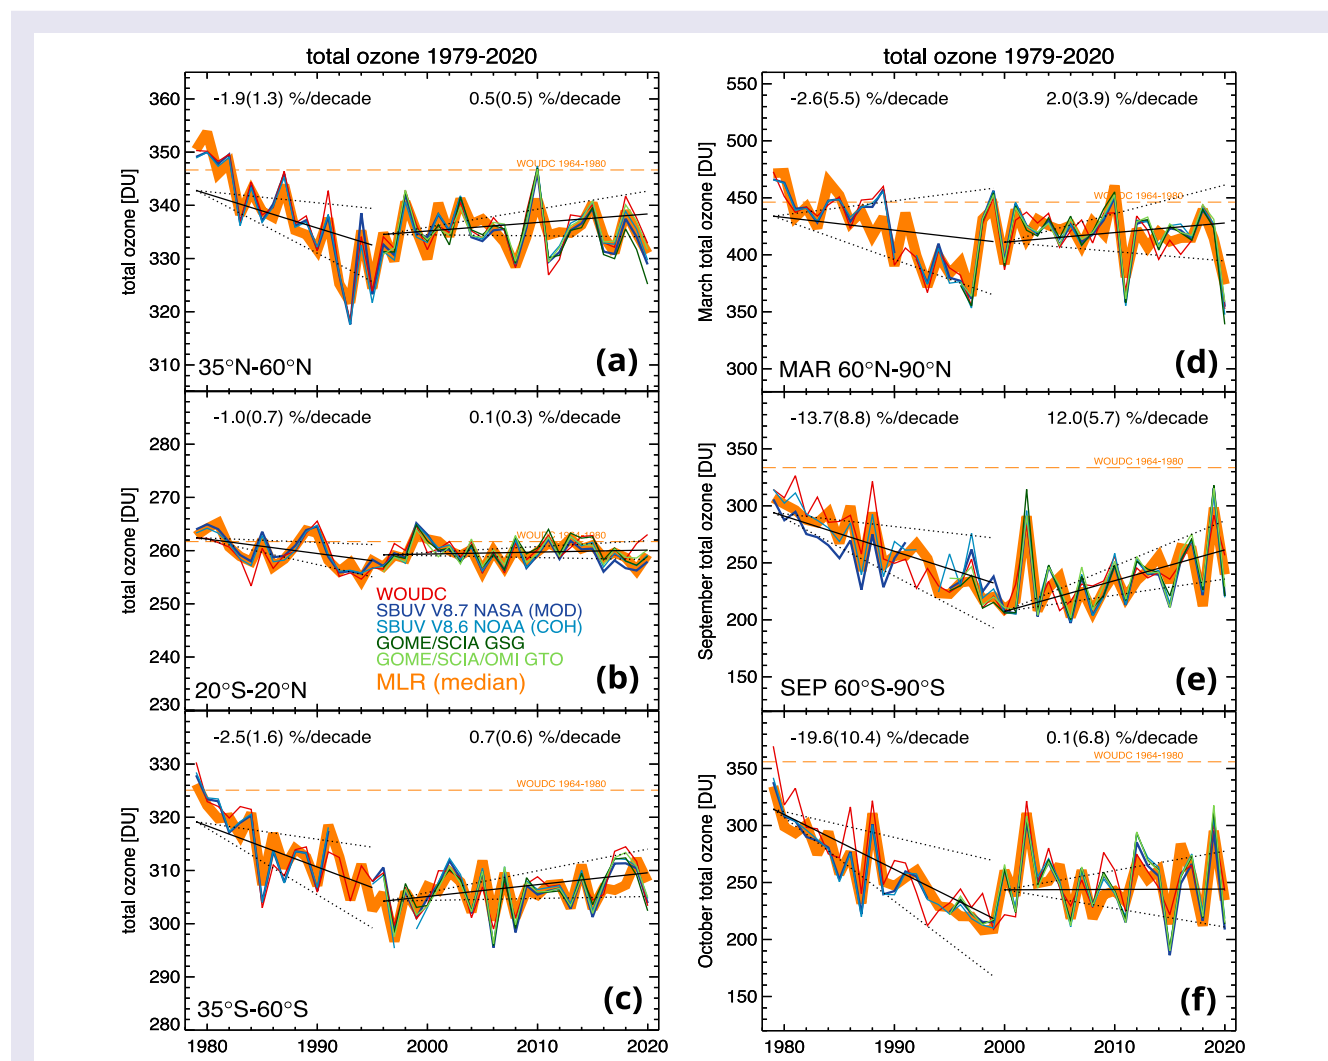 total ozone 1979-2020
total ozone [DU]
360
350
340
330
320
310
-1.9(1.3) %/decade
0.5(0.5) %/decade
WOUDC 1964-1980
35°N-60°N
(a)
total ozone [DU]
280
270
260
250
240
230
-1.0(0.7) %/decade
0.1(0.3) %/decade
WOUDC 1964-1980
WOUDC
SBUV V8.7 NASA (MOD)
SBUV V8.6 NOAA (COH)
GOME/SCIA GSG
GOME/SCIA/OMI GTO
MLR (median)
20°S-20°N
(b)
total ozone [DU]
330
320
310
300
290
280
-2.5(1.6) %/decade
0.7(0.6) %/decade
WOUDC 1964-1980
35°S-60°S
(c)
1980 1990 2000 2010 2020
total ozone 1979-2020
March total ozone [DU]
550
500
450
400
350
300
-2.6(5.5) %/decade
2.0(3.9) %/decade
WOUDC 1964-1980
MAR 60°N-90°N
(d)
September total ozone [DU]
350
300
250
200
150
-13.7(8.8) %/decade
12.0(5.7) %/decade
WOUDC 1964-1980
SEP 60°S-90°S
(e)
October total ozone [DU]
350
300
250
200
150
-19.6(10.4) %/decade
0.1(6.8) %/decade
WOUDC 1964-1980
(f)
1980 1990 2000 2010 2020